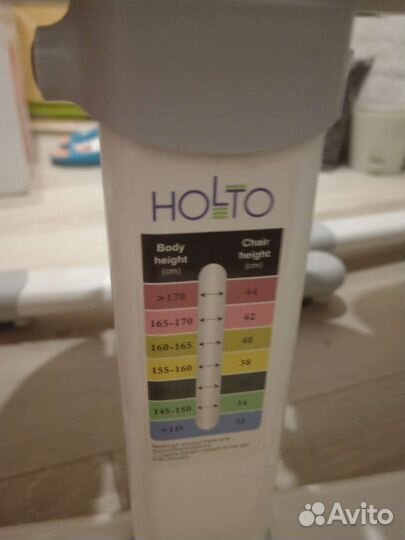 HOLTO
Body height (cm) Chair height (cm)
>170 ↔ 44
165-170 ↔ 42
160-165 ↔ 40
155-160 ↔ 38
145-150 ↔ 34
<145 32
Avito